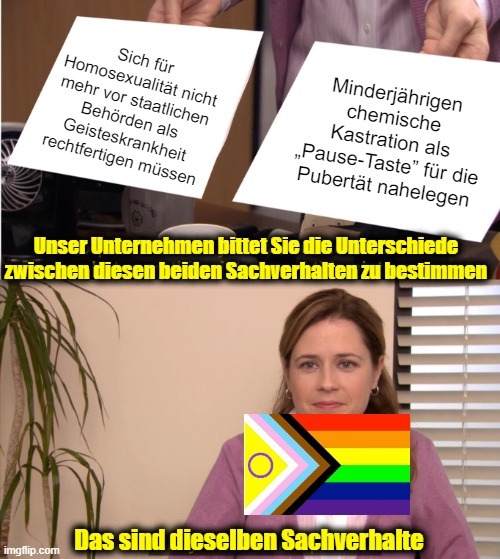 Sich für
Homosexualität nicht
mehr vor staatlichen
Behörden als
Geisteskrankheit
rechtfertigen müssen
Minderjährigen
chemische
Kastration als
„Pause-Taste” für die
Pubertät nahelegen
Unser Unternehmen bittet Sie die Unterschiede
zwischen diesen beiden Sachverhalten zu bestimmen
Das sind dieselben Sachverhalte
imgflip.com